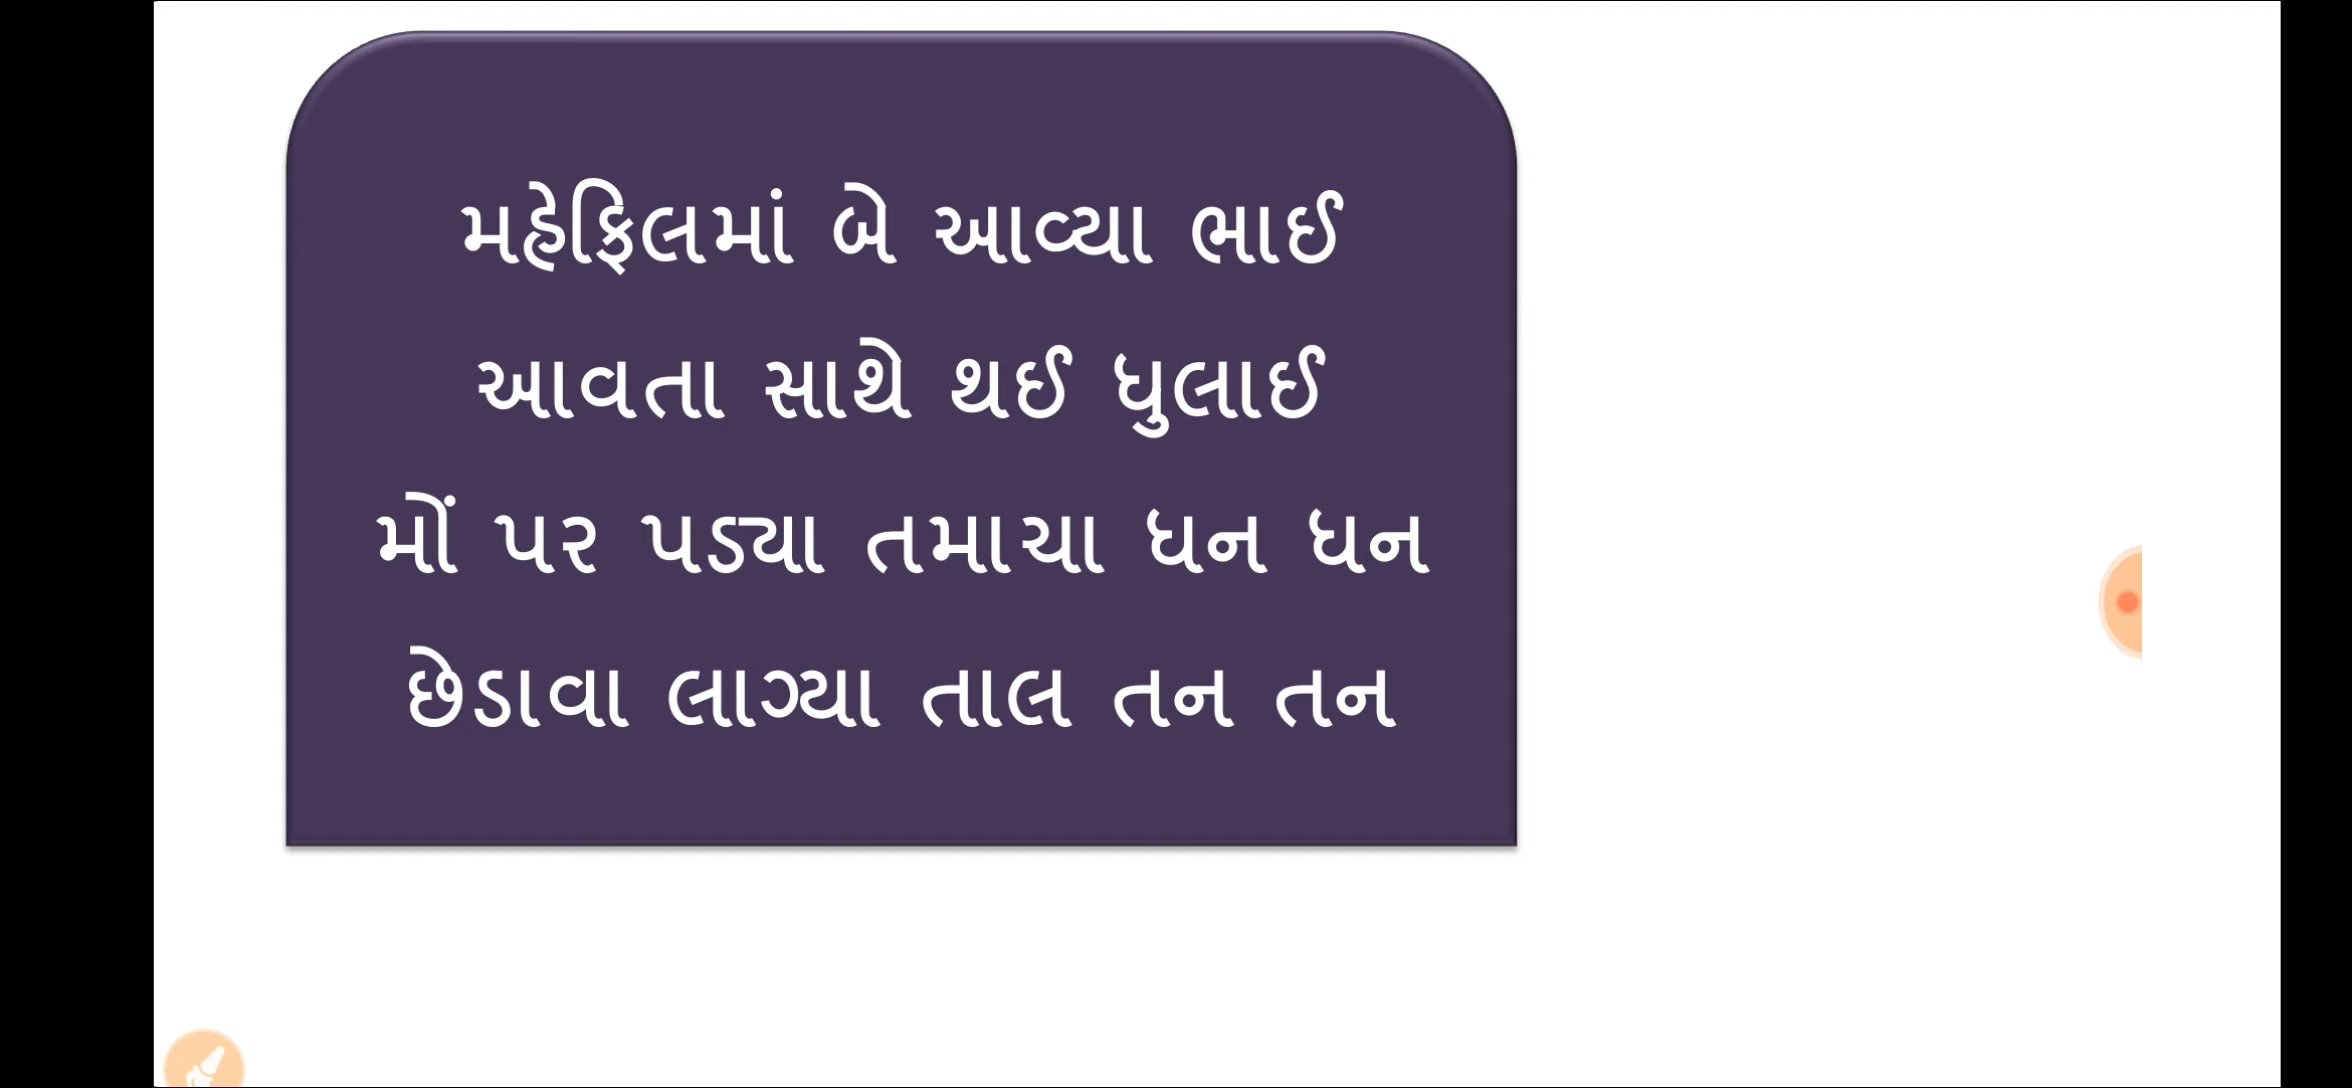 મહેફિલમાં બે આવ્યા ભાઈ
આવતા સાથે થઈ ધુલાઈ
મોં પર પડ્યા તમાચા ધન ધન
છેડાવા લાગ્યા તાલ તન તન